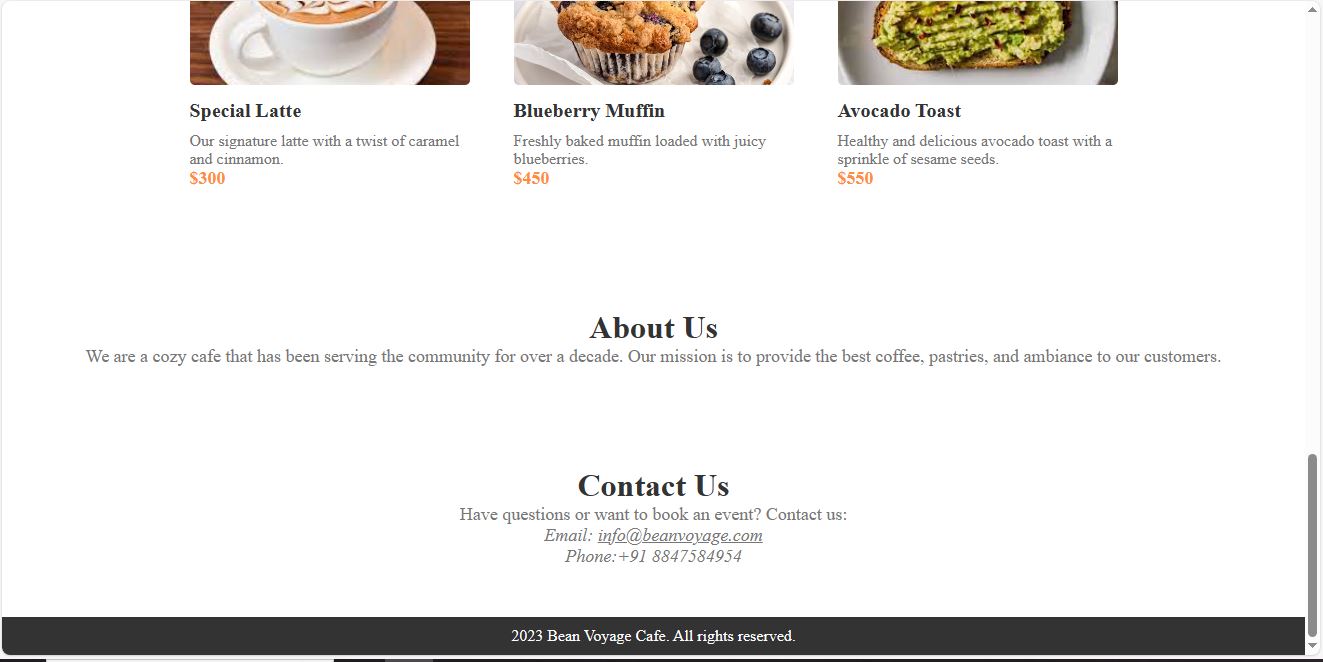 Special Latte
Our signature latte with a twist of caramel
and cinnamon.
$300
Blueberry Muffin
Freshly baked muffin loaded with juicy
blueberries.
$450
Avocado Toast
Healthy and delicious avocado toast with a
sprinkle of sesame seeds.
$550
About Us
We are a cozy cafe that has been serving the community for over a decade. Our mission is to provide the best coffee, pastries, and ambiance to our customers.
Contact Us
Have questions or want to book an event? Contact us:
Email: info@beanvoyage.com
Phone:+91 8847584954
2023 Bean Voyage Cafe. All rights reserved.